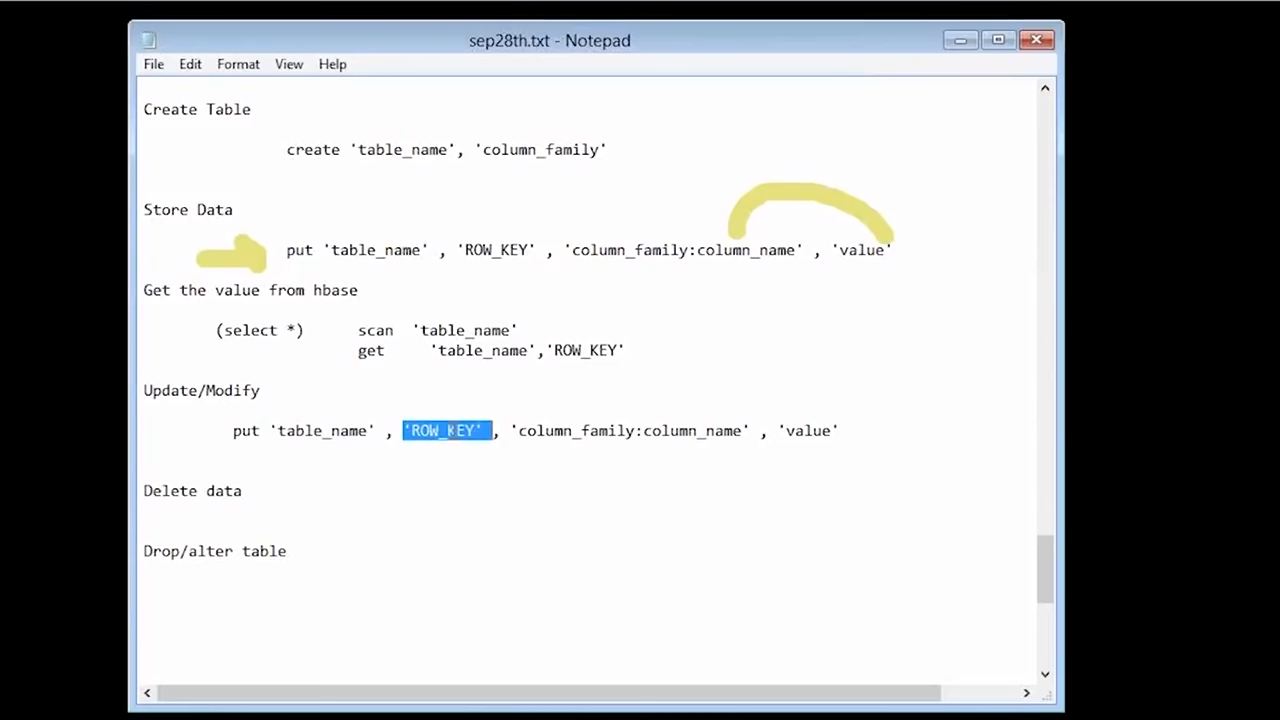 sep28th.txt - Notepad
File Edit Format View Help
Create Table
create 'table_name', 'column_family'
Store Data
put 'table_name' , 'ROW_KEY' , 'column_family:column_name' , 'value'
Get the value from hbase
(select *) scan 'table_name'
get 'table_name','ROW_KEY'
Update/Modify
put 'table_name' , 'ROW_KEY' , 'column_family:column_name' , 'value'
Delete data
Drop/alter table